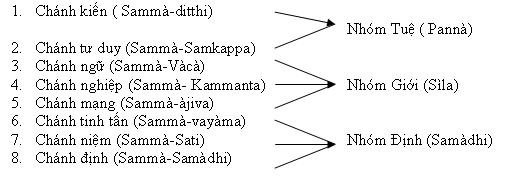 1. Chánh kiến ( Sammà-ditthi)
Nhóm Tuệ ( Pannà)
2. Chánh tư duy (Sammà-Samkappa)
3. Chánh ngữ (Sammà-Vàcà)
4. Chánh nghiệp (Sammà- Kammanta)
Nhóm Giới (Sìla)
5. Chánh mạng (Sammà-àjiva)
6. Chánh tinh tấn (Sammà-vayàma)
7. Chánh niệm (Sammà-Sati)
Nhóm Định (Samàdhi)
8. Chánh định (Sammà-Samàdhi)